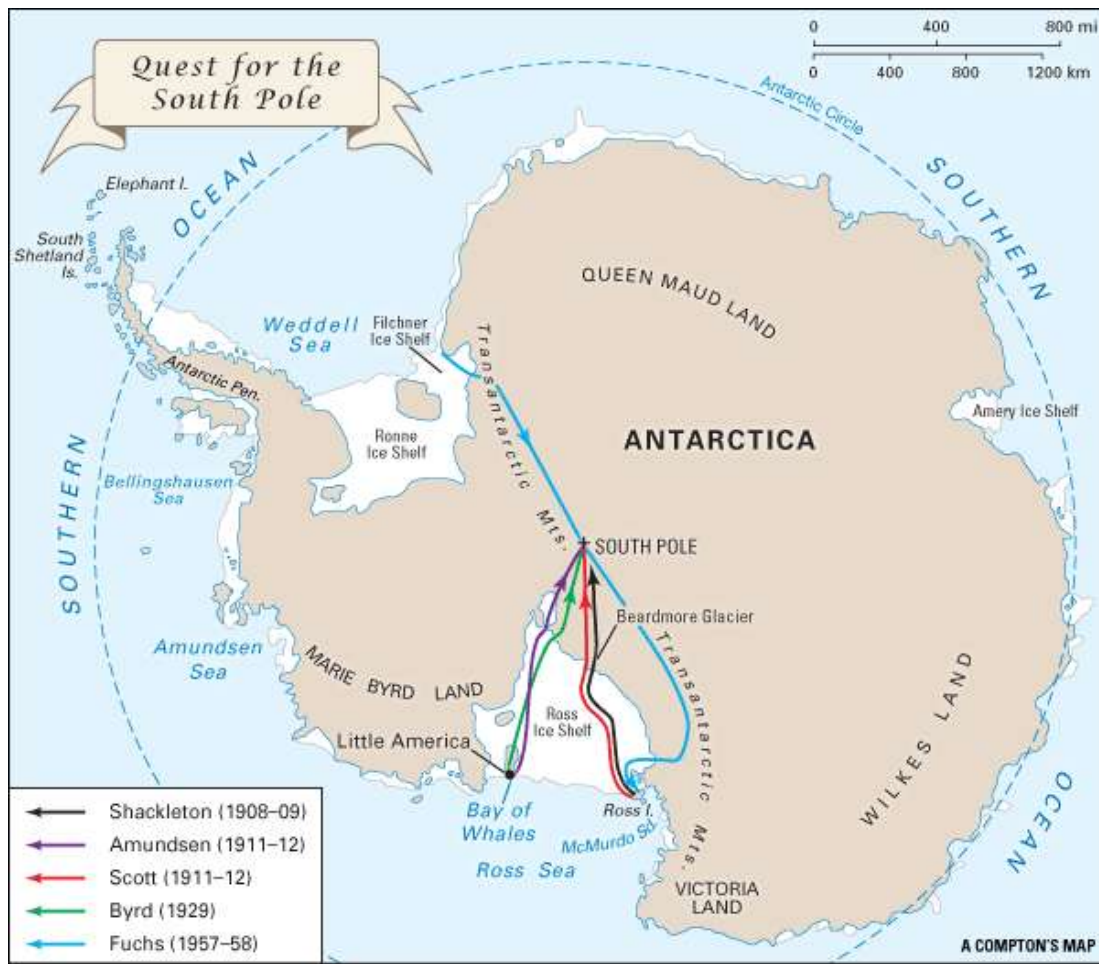 Quest for the
South Pole
0 400 800 mi
0 400 800 1200 km
Antarctic Circle
SOUTHERN
OCEAN
Elephant I.
South
Shetland
Is.
OCEAN
SOUTHERN
Weddell
Sea
Filchner
Ice Shelf
QUEEN MAUD LAND
Transantarctic Mts.
Antarctic Pen.
Ronne
Ice Shelf
ANTARCTICA
Amery Ice Shelf
Bellingshausen
Sea
SOUTH POLE
Beardmore Glacier
Amundsen
Sea
MARIE BYRD LAND
Transantarctic Mts.
Ross
Ice Shelf
Little America
WILKES LAND
Bay of
Whales
Ross I.
McMurdo Sd.
Ross Sea
VICTORIA
LAND
Shackleton (1908–09)
Amundsen (1911–12)
Scott (1911–12)
Byrd (1929)
Fuchs (1957–58)
A COMPTON'S MAP